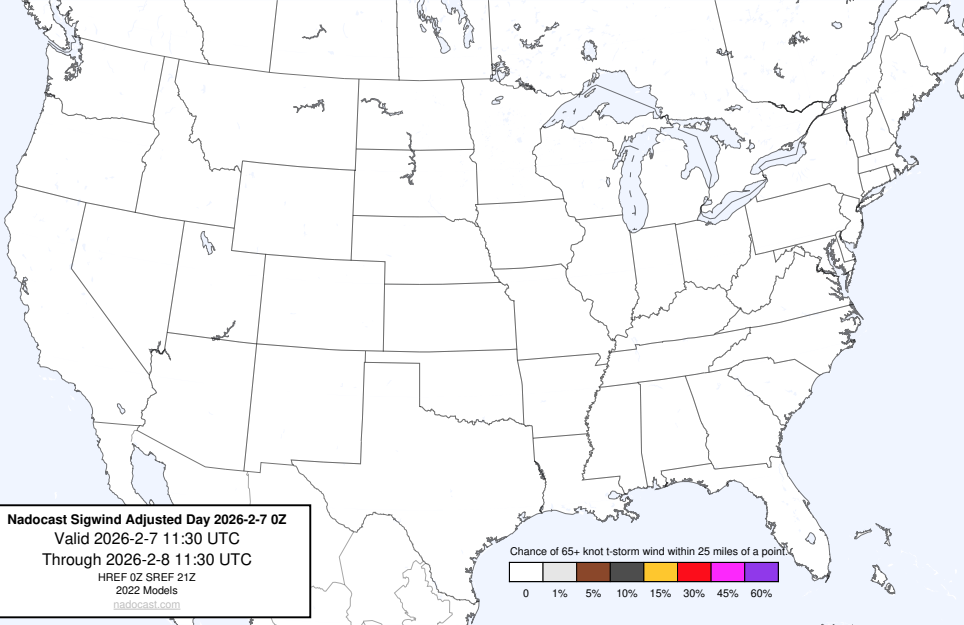 Nadocast Sigwind Adjusted Day 2026-2-7 0Z
Valid 2026-2-7 11:30 UTC
Through 2026-2-8 11:30 UTC
HREF 0Z SREF 21Z
2022 Models
nadocast.com
Chance of 65+ knot t-storm wind within 25 miles of a point.
0 1% 5% 10% 15% 30% 45% 60%